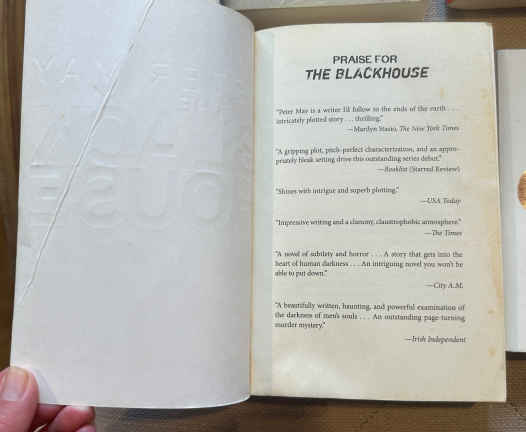 PRAISE FOR
THE BLACKHOUSE
"Peter May is a writer I'd follow to the ends of the earth . . . .
intricately plotted story . . . thrilling."
—Marilyn Stasio, The New York Times
"A gripping plot, pitch-perfect characterization, and an appro-
priately bleak setting drive this outstanding series debut."
—Booklist (Starred Review)
"Shines with intrigue and superb plotting."
—USA Today
"Impressive writing and a clammy, claustrophobic atmosphere."
—The Times
"A novel of subtlety and horror . . . A story that gets into the
heart of human darkness . . . An intriguing novel you won't be
able to put down."
—City A.M.
"A beautifully written, haunting, and powerful examination of
the darkness of men's souls . . . An outstanding page-turning
murder mystery."
—Irish Independent